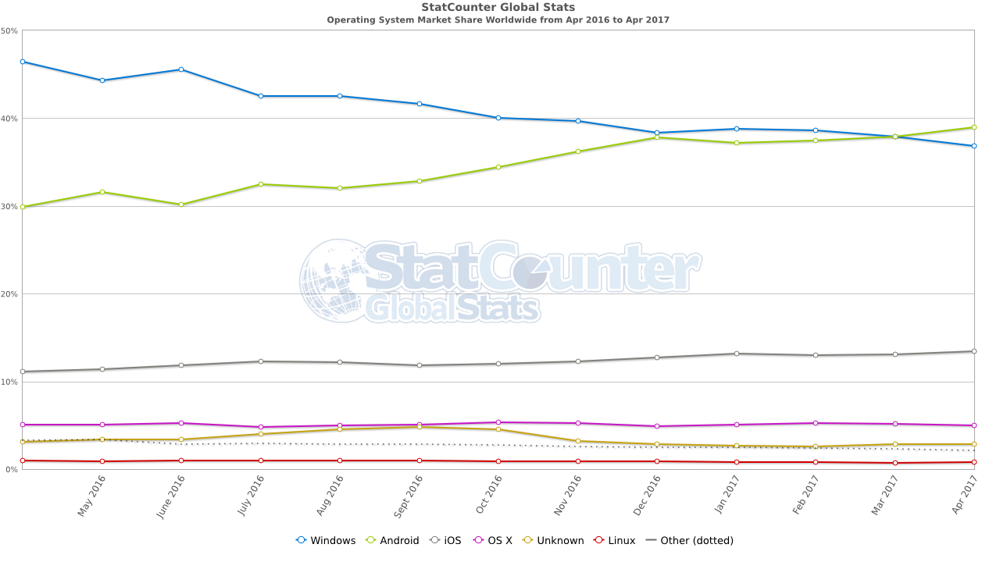 StatCounter Global Stats
Operating System Market Share Worldwide from Apr 2016 to Apr 2017
50%
40%
30%
StatCounter
GlobalStats
20%
10%
0%
May 2016 June 2016 July 2016 Aug 2016 Sept 2016 Oct 2016 Nov 2016 Dec 2016 Jan 2017 Feb 2017 Mar 2017 Apr 2017
Windows Android iOS OS X Unknown Linux Other (dotted)